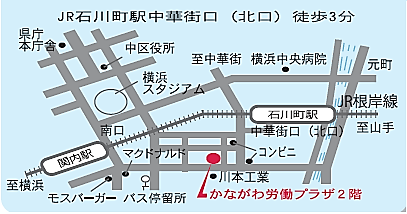 JR石川町駅中華街口（北口）徒歩3分
県庁
本庁舎
中区役所
至中華街
横浜中央病院
元町
横浜
スタジアム
JR根岸線
石川町駅
至山手
南口
中華街口（北口）
関内駅
マクドナルド
コンビニ
至横浜
川本工業
モスバーガー
バス停留所
かながわ労働プラザ２階